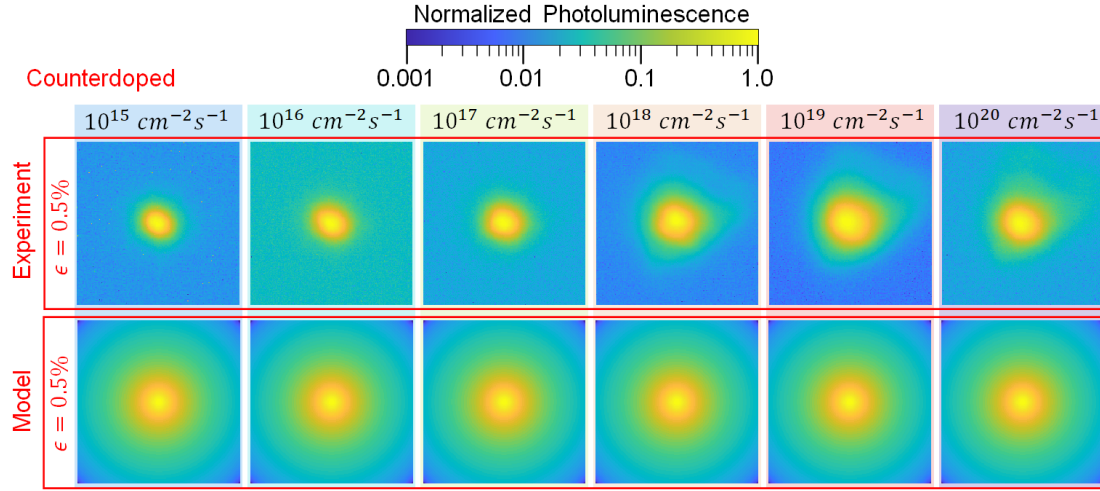 Normalized Photoluminescence
0.001 0.01 0.1 1.0
Counterdoped
10¹⁵ cm⁻²s⁻¹ 10¹⁶ cm⁻²s⁻¹ 10¹⁷ cm⁻²s⁻¹ 10¹⁸ cm⁻²s⁻¹ 10¹⁹ cm⁻²s⁻¹ 10²⁰ cm⁻²s⁻¹
Experiment
ϵ = 0.5%
Model
ϵ = 0.5%